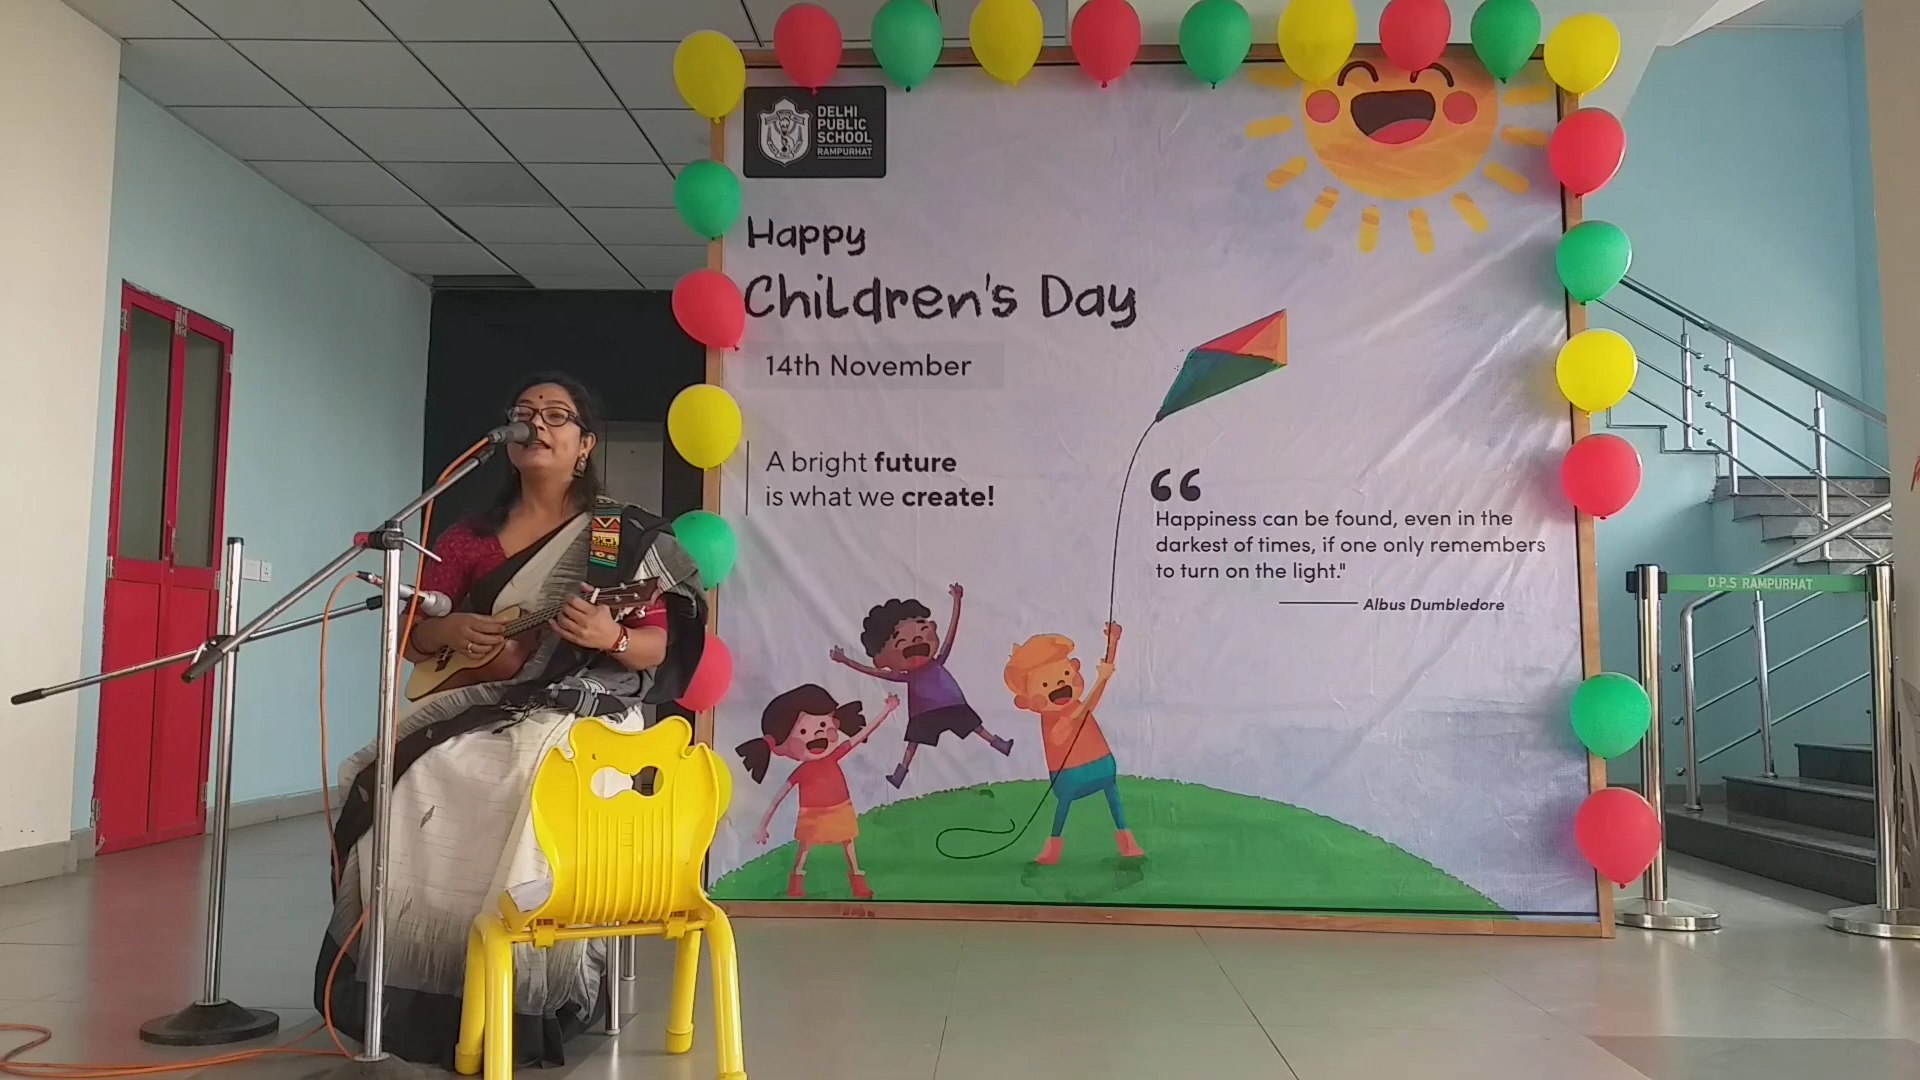 DELHI
PUBLIC
SCHOOL
RAMPURHAT
Happy
Children's Day
14th November
A bright future
is what we create!
“
Happiness can be found, even in the
darkest of times, if one only remembers
to turn on the light."
Albus Dumbledore
D.P.S RAMPURHAT